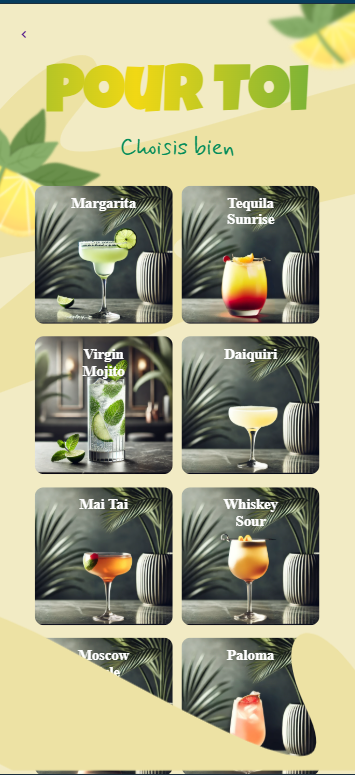 POUR TOI
Choisis bien
Margarita
Tequila
Sunrise
Virgin
Mojito
Daiquiri
Mai Tai
Whiskey
Sour
Moscow
Paloma